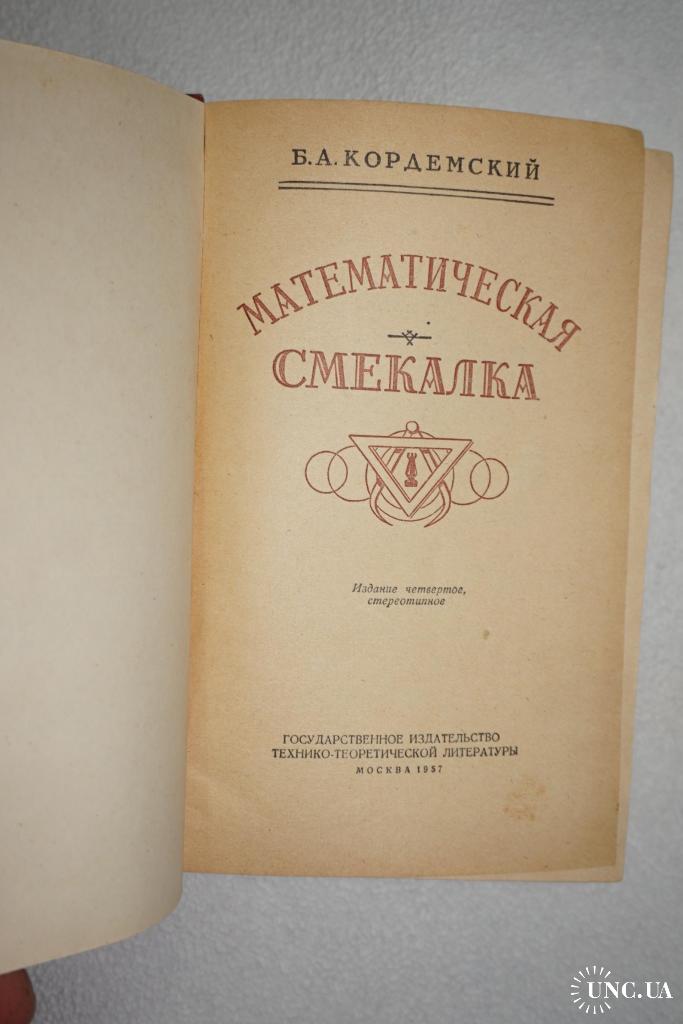 Б. А. КОРДЕМСКИЙ
МАТЕМАТИЧЕСКАЯ
СМЕКАЛКА
Издание четвертое,
стереотипное
ГОСУДАРСТВЕННОЕ ИЗДАТЕЛЬСТВО
ТЕХНИКО-ТЕОРЕТИЧЕСКОЙ ЛИТЕРАТУРЫ
МОСКВА 1957
UNC.UA